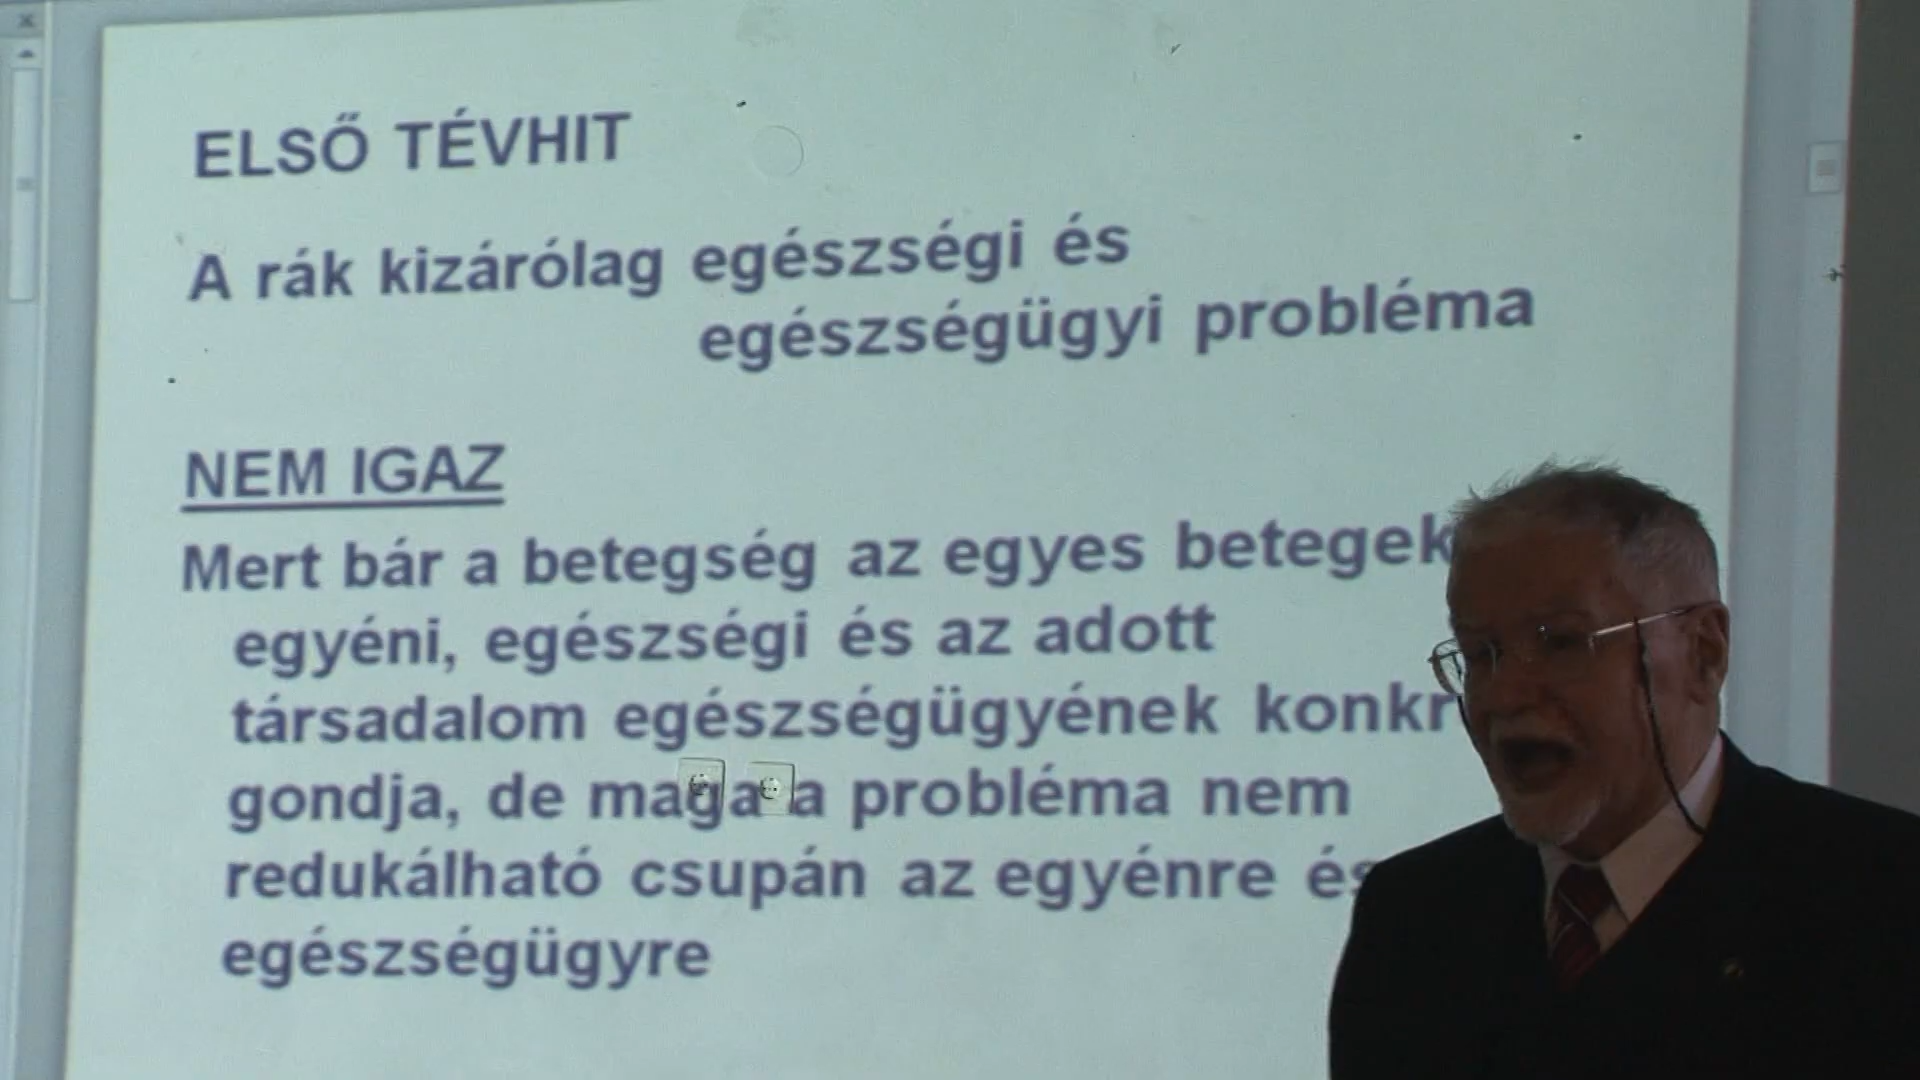 ELSŐ TÉVHIT
A rák kizárólag egészségi és
egészségügyi probléma
NEM IGAZ
Mert bár a betegség az egyes betegek
egyéni, egészségi és az adott
társadalom egészségügyének
gondja, de maga a probléma nem
redukálható csupán az egyénre és
egészségügyre